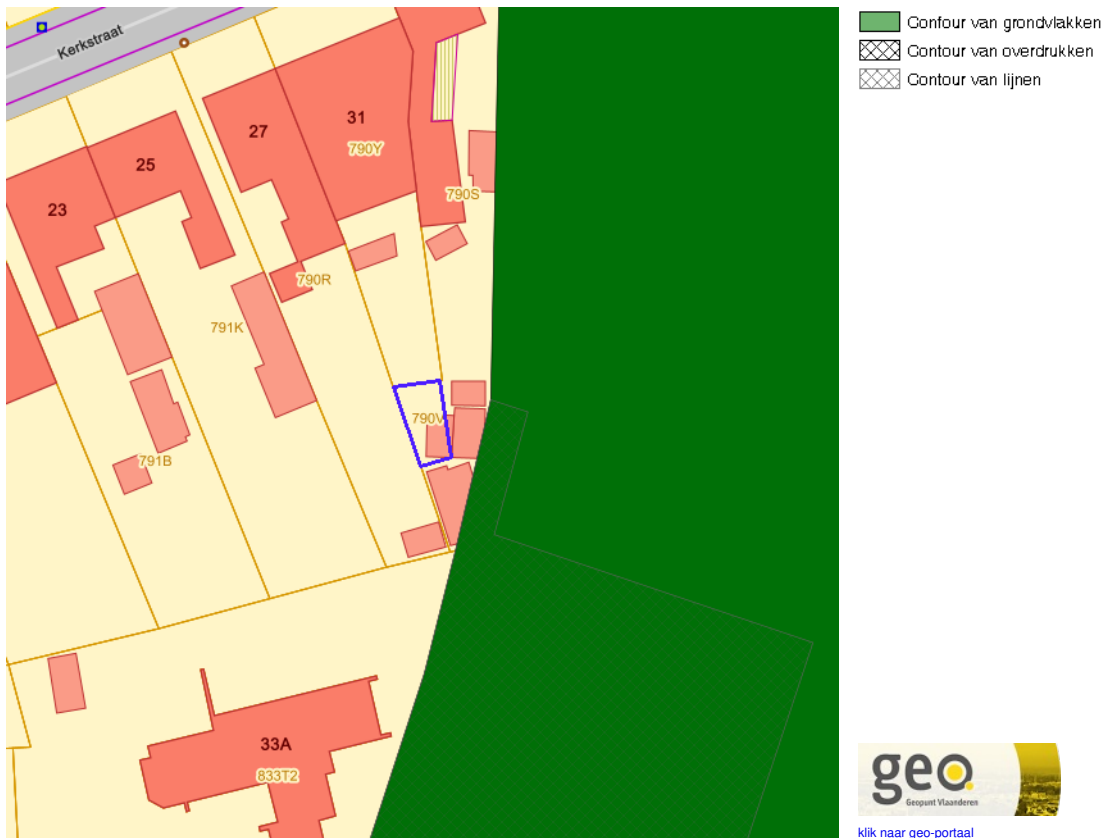 Kerkstraat
Contour van grondvlakken
Contour van overdrukken
Contour van lijnen
31
27
790Y
25
790S
23
790R
791K
790V
791B
33A
833T2
geo
Geopunt Vlaanderen
klik naar geo-portaal